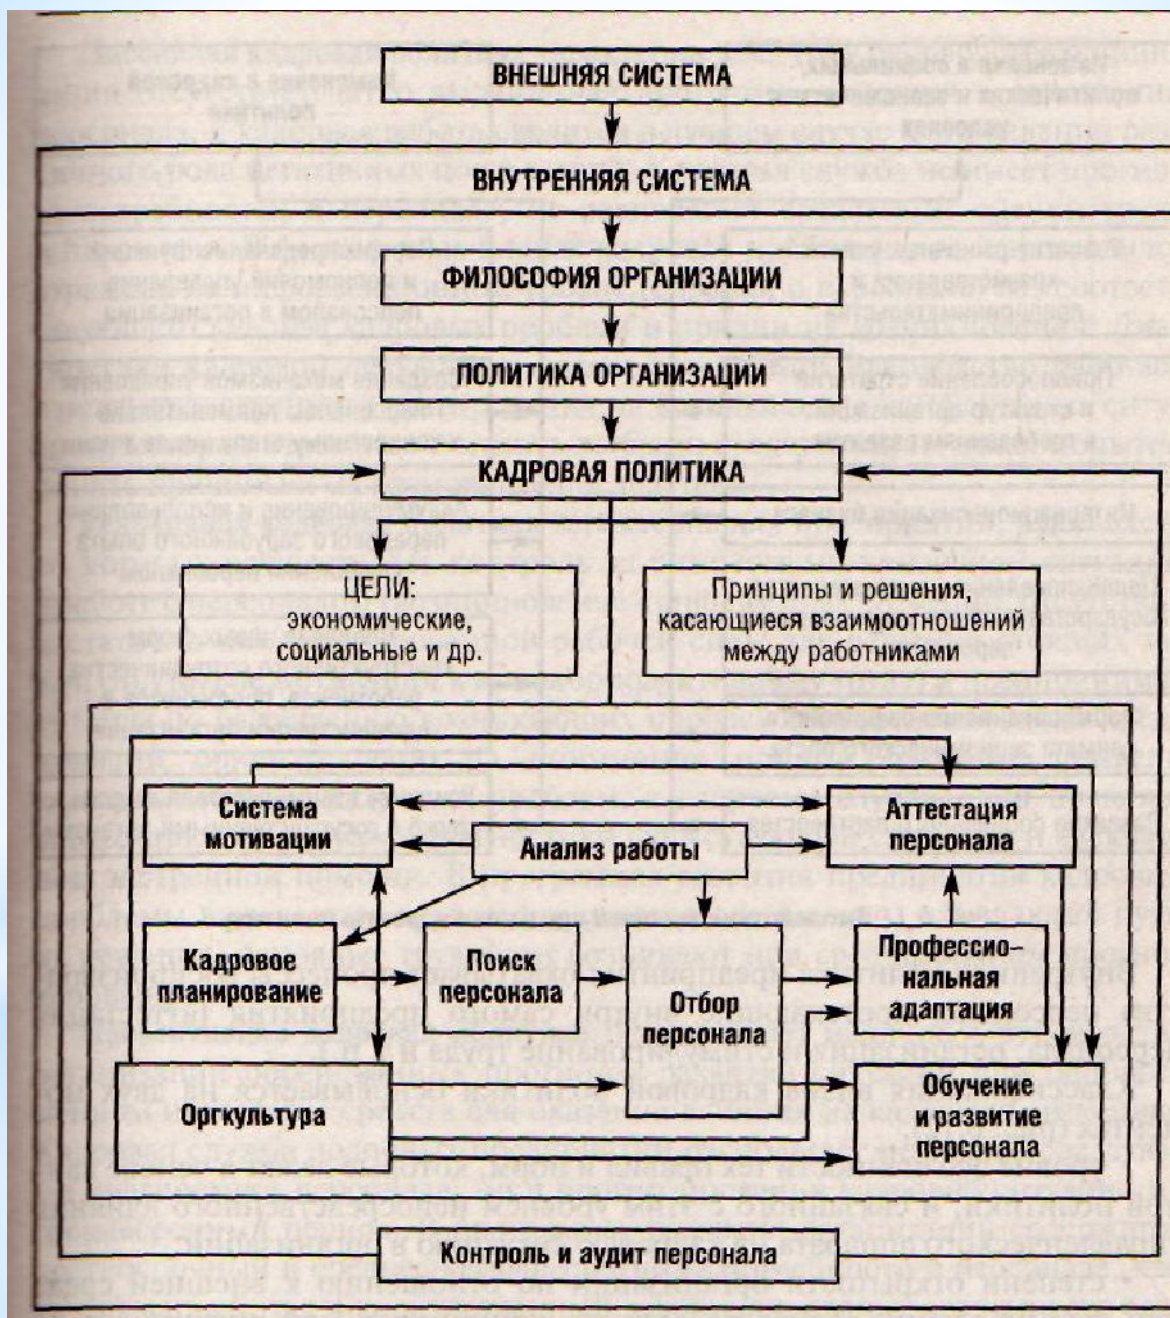 ВНЕШНЯЯ СИСТЕМА
ВНУТРЕННЯЯ СИСТЕМА
ФИЛОСОФИЯ ОРГАНИЗАЦИИ
ПОЛИТИКА ОРГАНИЗАЦИИ
КАДРОВАЯ ПОЛИТИКА
ЦЕЛИ:
экономические,
социальные и др.
Принципы и решения,
касающиеся взаимоотношений
между работниками
Система
мотивации
Анализ работы
Аттестация
персонала
Кадровое
планирование
Поиск
персонала
Отбор
персонала
Профессио-
нальная
адаптация
Оргкультура
Обучение
и развитие
персонала
Контроль и аудит персонала